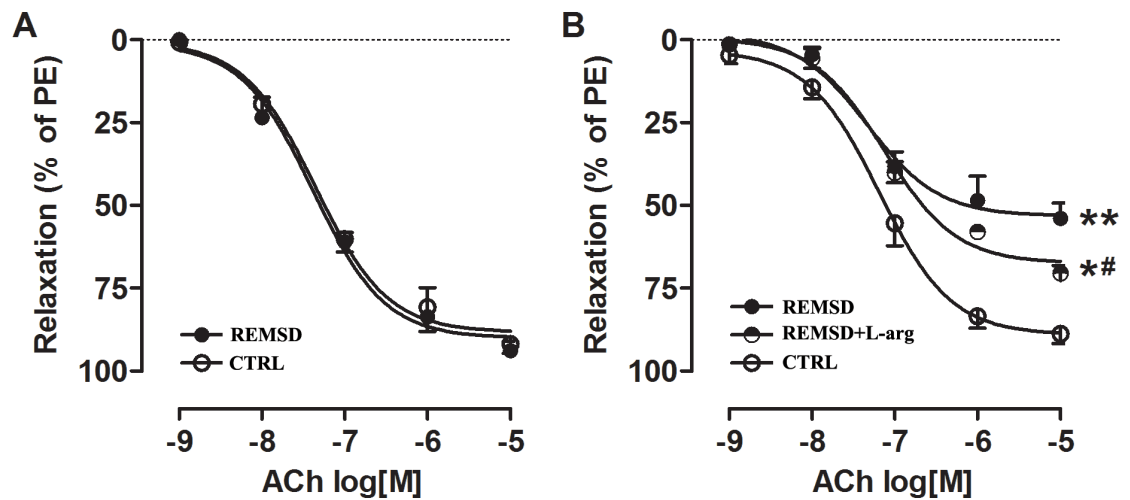 A
Relaxation (% of PE)
0
25
50
75
100
REMSD
CTRL
-9 -8 -7 -6 -5
ACh log[M]
B
Relaxation (% of PE)
0
25
50
75
100
**
*#
REMSD
REMSD+L-arg
CTRL
-9 -8 -7 -6 -5
ACh log[M]